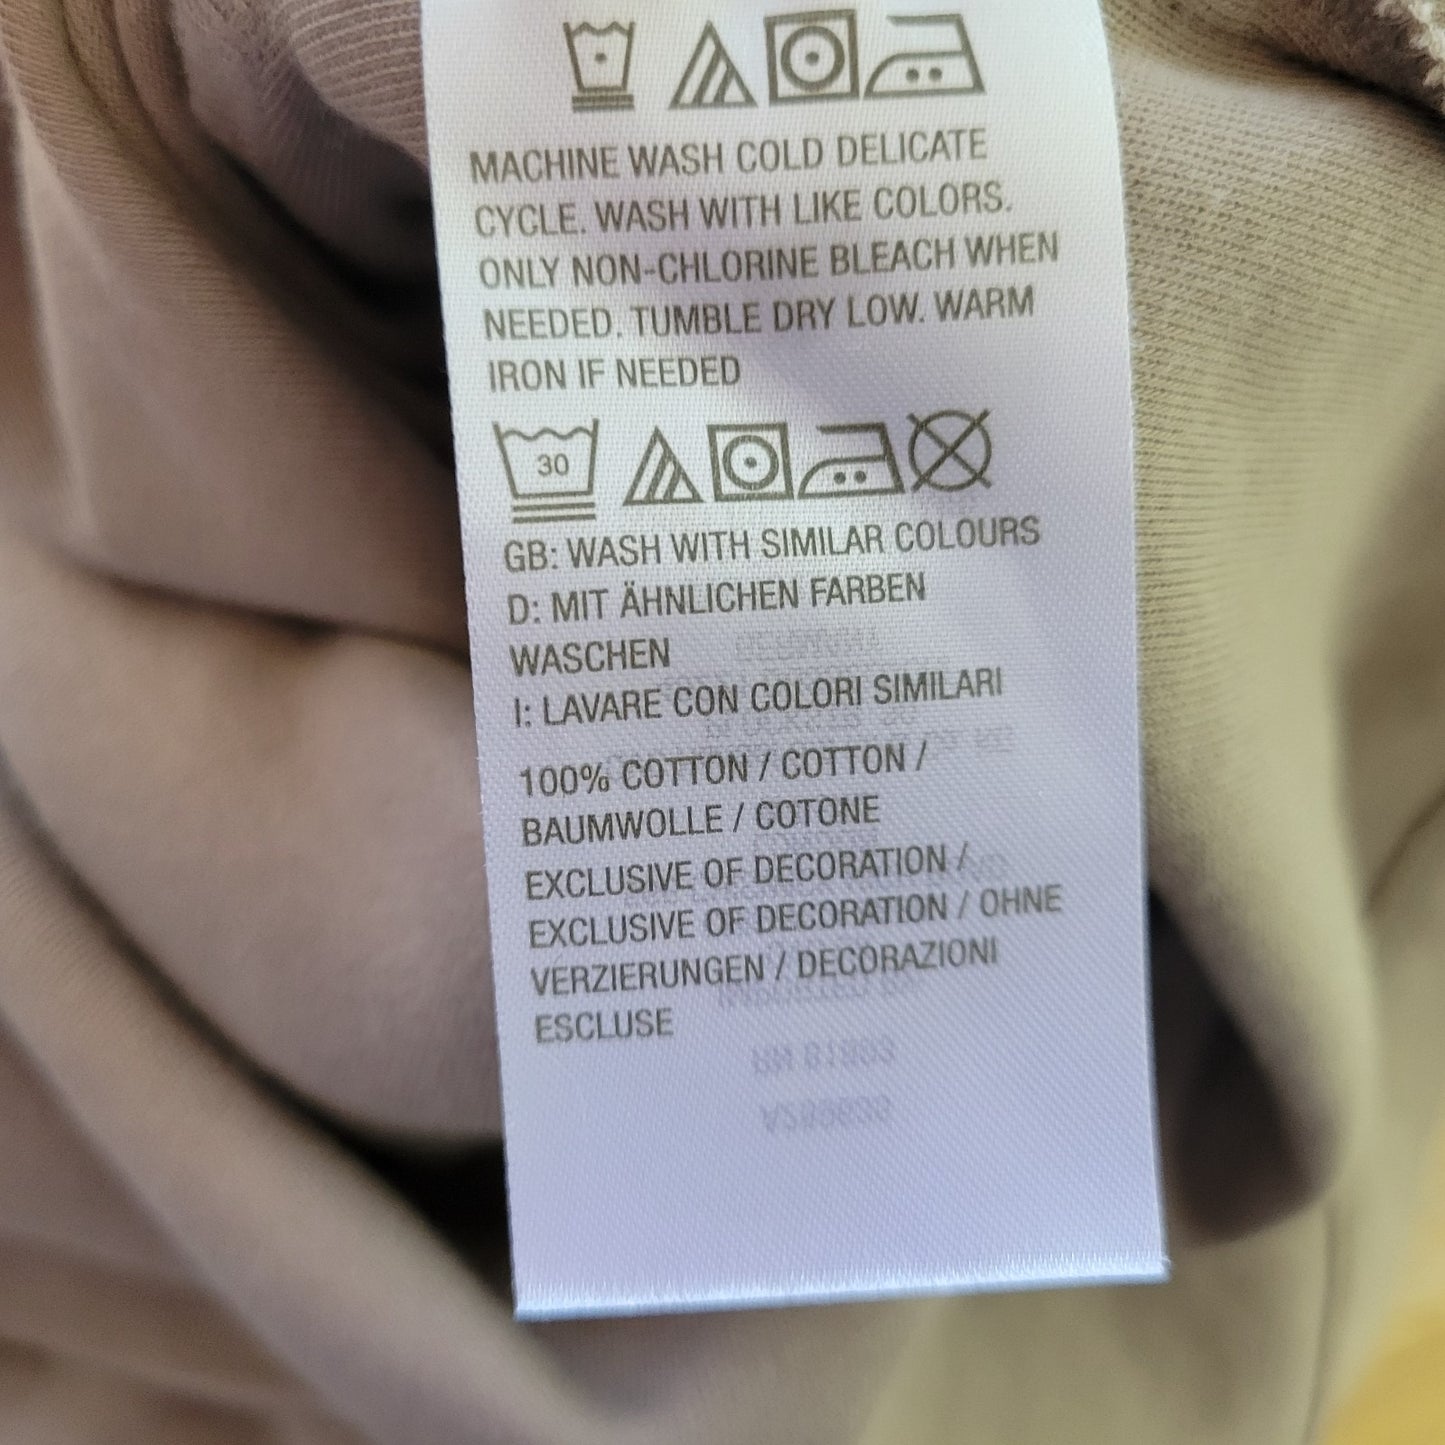 MACHINE WASH COLD DELICATE
CYCLE. WASH WITH LIKE COLORS.
ONLY NON-CHLORINE BLEACH WHEN
NEEDED. TUMBLE DRY LOW. WARM
IRON IF NEEDED
30
GB: WASH WITH SIMILAR COLOURS
D: MIT ÄHNLICHEN FARBEN
WASCHEN
I: LAVARE CON COLORI SIMILARI
100% COTTON / COTTON /
BAUMWOLLE / COTONE
EXCLUSIVE OF DECORATION /
EXCLUSIVE OF DECORATION / OHNE
VERZIERUNGEN / DECORAZIONI
ESCLUSE